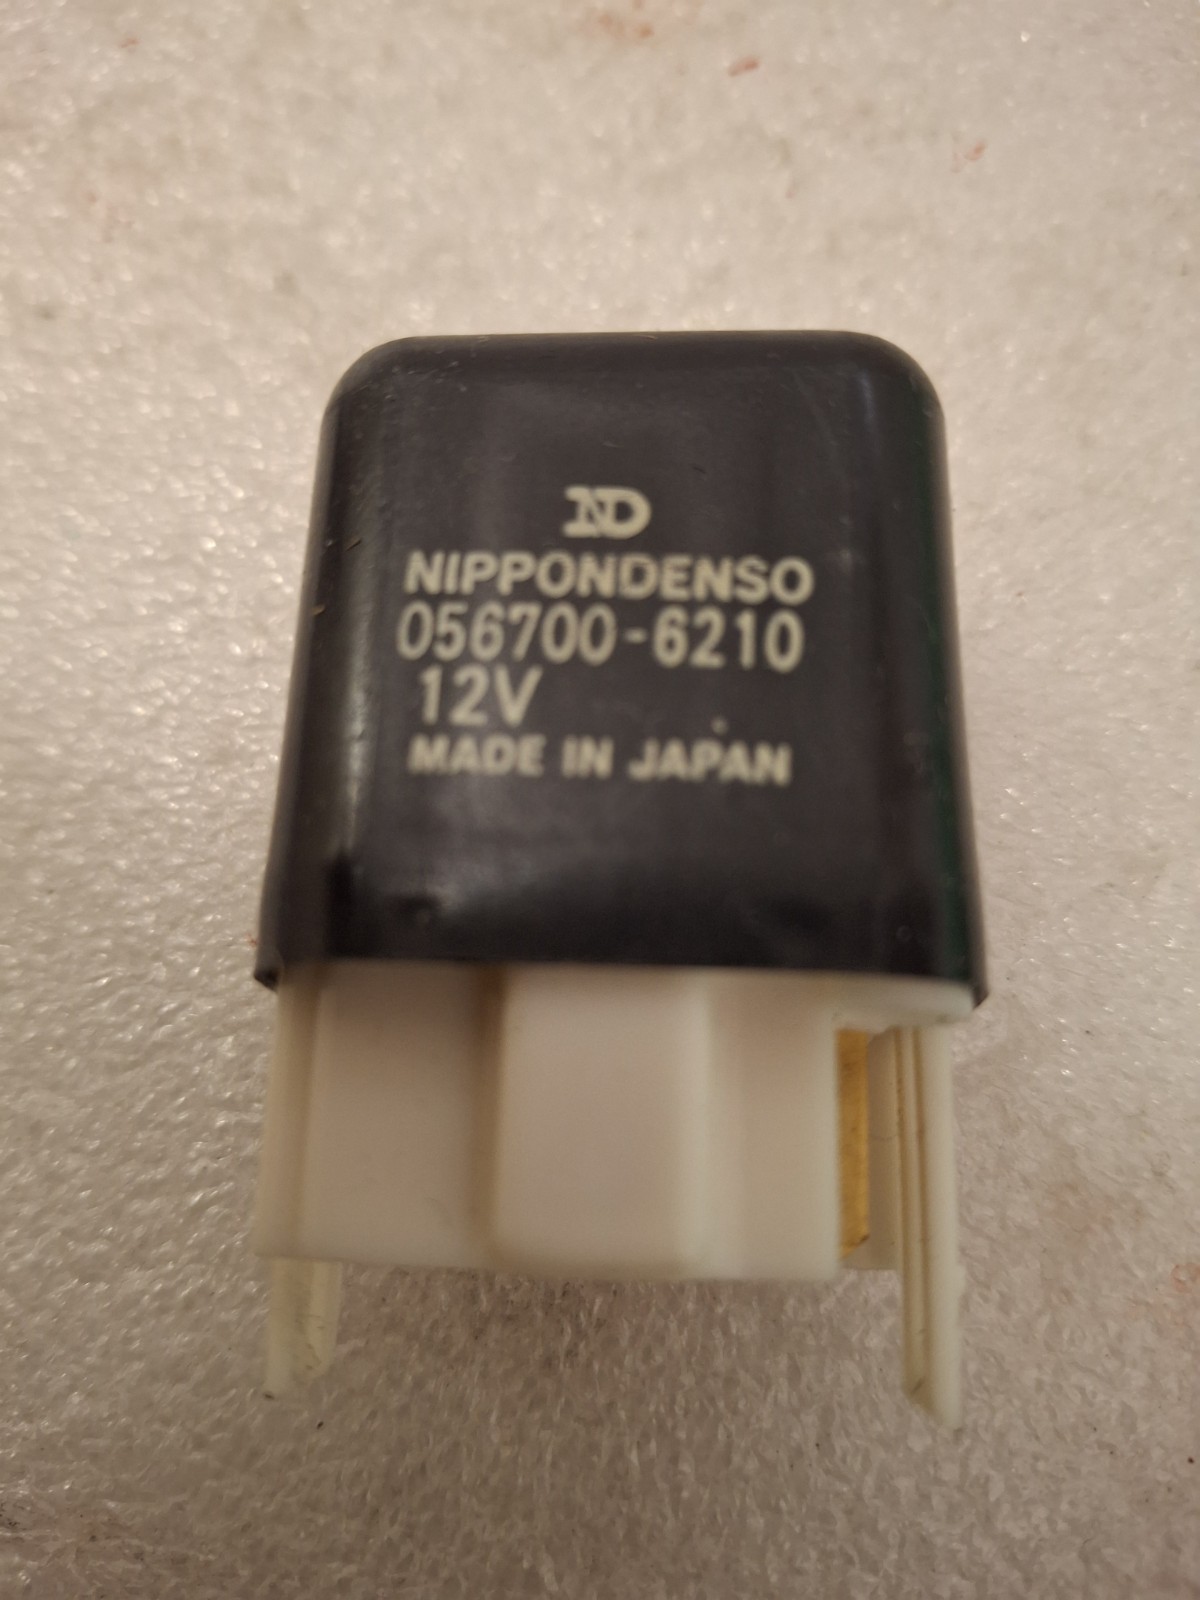 ND
NIPPONDENSO
056700-6210
12V
MADE IN JAPAN